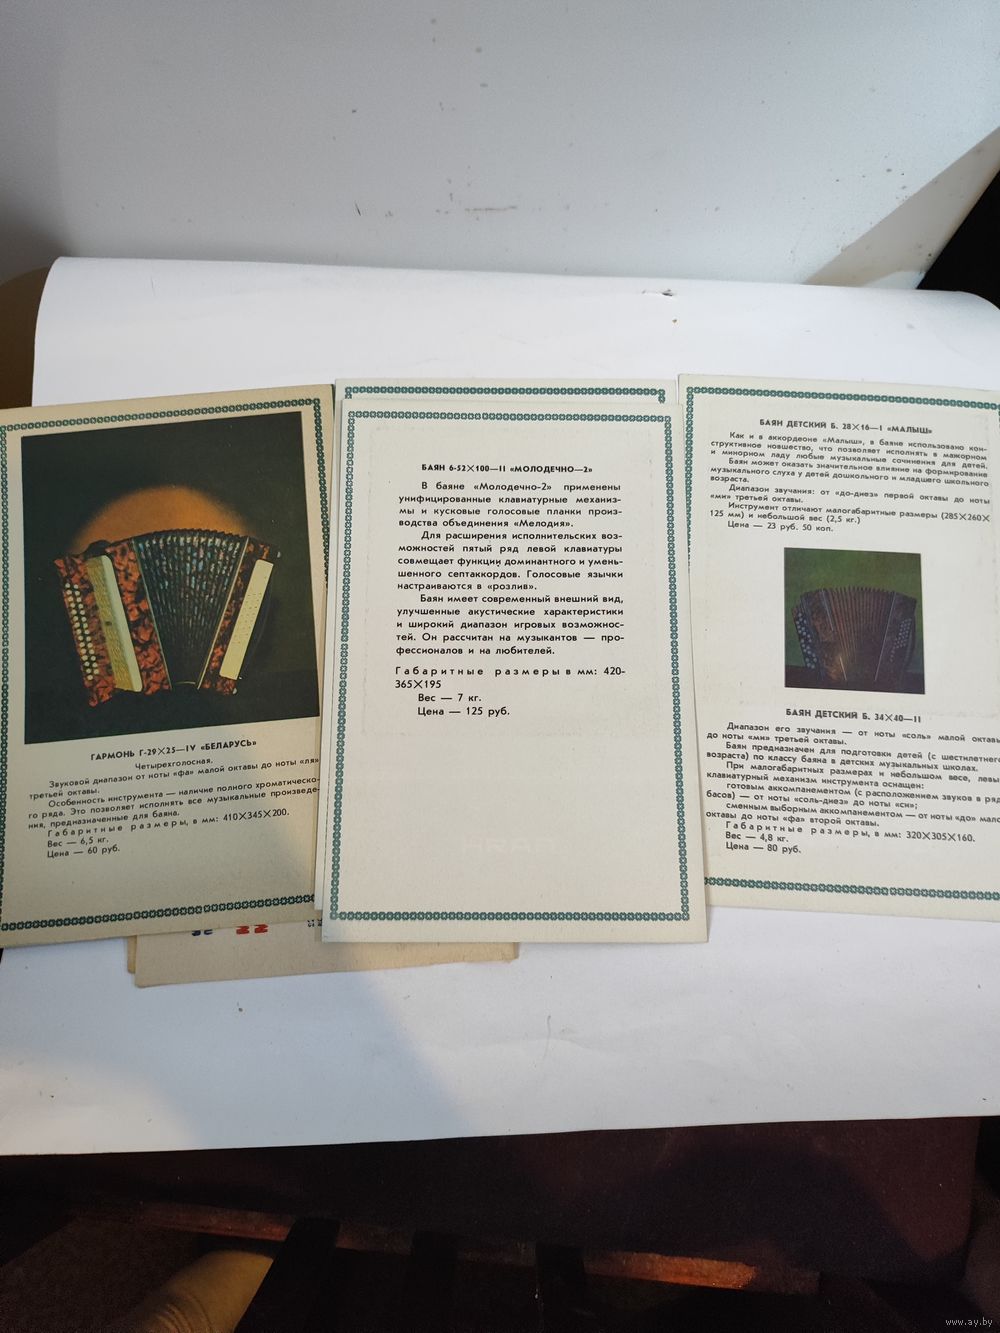 ГАРМОНЬ Г-29×25—IV «БЕЛАРУСЬ»
Четырехголосная.
Звуковой диапазон от ноты «фа» малой октавы до ноты «ля»
третьей октавы.
Особенность инструмента — наличие полного хроматическо-
го ряда. Это позволяет исполнять все музыкальные произведе-
ния, предназначенные для баяна.
Габаритные размеры, в мм: 410×345×200.
Вес — 6,5 кг.
Цена — 60 руб.
БАЯН 6-52×100—II «МОЛОДЕЧНО—2»
В баяне «Молодечно-2» применены
унифицированные клавиатурные механиз-
мы и кусковые голосовые планки произ-
водства объединения «Мелодия».
Для расширения исполнительских воз-
можностей пятый ряд левой клавиатуры
совмещает функции доминантного и умень-
шенного септаккордов. Голосовые язычки
настраиваются в «розлив».
Баян имеет современный внешний вид,
улучшенные акустические характеристики
и широкий диапазон игровых возможнос-
тей. Он рассчитан на музыкантов — про-
фессионалов и на любителей.
Габаритные размеры в мм: 420-
365×195
Вес — 7 кг.
Цена — 125 руб.
БАЯН ДЕТСКИЙ Б. 28×16—I «МАЛЫШ»
Как и в аккордеоне «Малыш», в баяне использовано кон-
структивное новшество, что позволяет исполнять в мажорном
и минорном ладу любые музыкальные сочинения для детей.
Баян может оказать значительное влияние на формирование
музыкального слуха у детей дошкольного и младшего школьного
возраста.
Диапазон звучания: от «до-диез» первой октавы до ноты
«ми» третьей октавы.
Инструмент отличают малогабаритные размеры (285×260×
125 мм) и небольшой вес (2,5 кг.)
Цена — 23 руб. 50 коп.
БАЯН ДЕТСКИЙ Б. 34×40—II
Диапазон его звучания — от ноты «соль» малой октавы
до ноты «ми» третьей октавы.
Баян предназначен для подготовки детей (с шестилетнего
возраста) по классу баяна в детских музыкальных школах.
При малогабаритных размерах и небольшом весе, левый
клавиатурный механизм инструмента оснащен:
готовым аккомпанементом (с расположением звуков в ряду
басов) — от ноты «соль-диез» до ноты «си»;
сменным выборным аккомпанементом — от ноты «до» малой
октавы до ноты «фа» второй октавы.
Габаритные размеры, в мм: 320×305×160.
Вес — 4,8 кг.
Цена — 80 руб.
www.ay.by